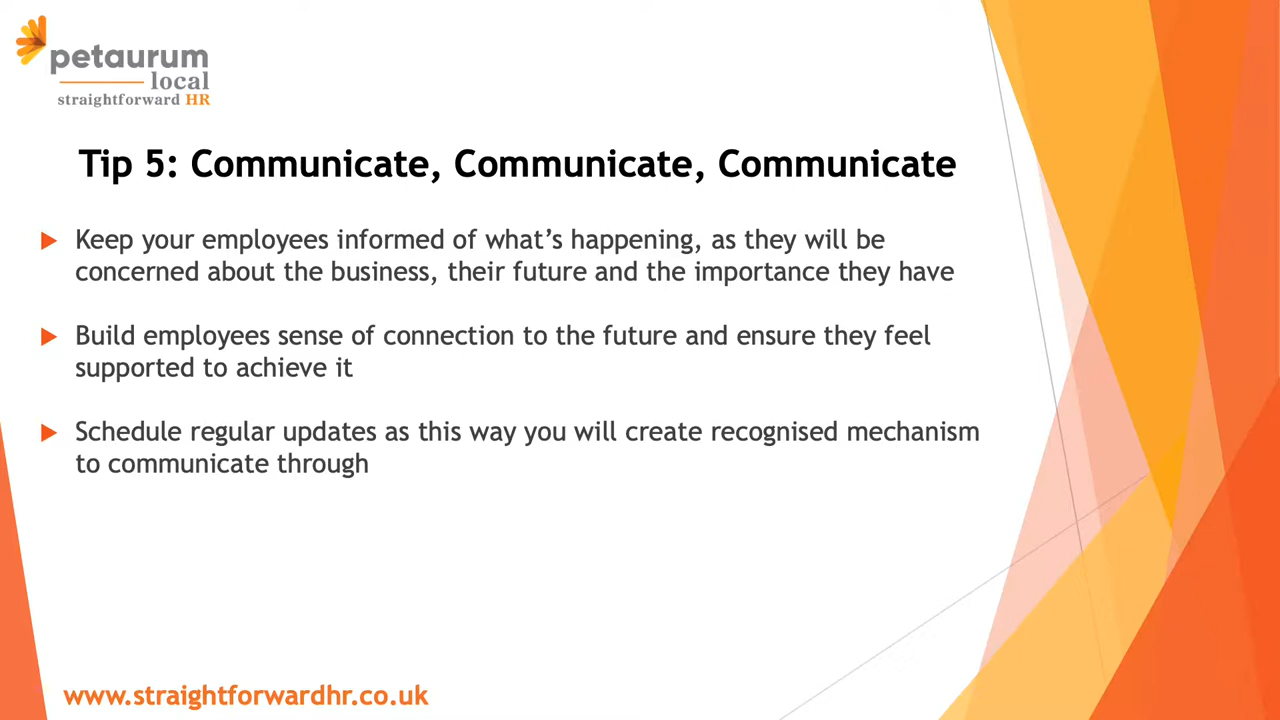 petaurum
local
straightforward HR
Tip 5: Communicate, Communicate, Communicate
Keep your employees informed of what’s happening, as they will be
concerned about the business, their future and the importance they have
Build employees sense of connection to the future and ensure they feel
supported to achieve it
Schedule regular updates as this way you will create recognised mechanism
to communicate through
www.straightforwardhr.co.uk